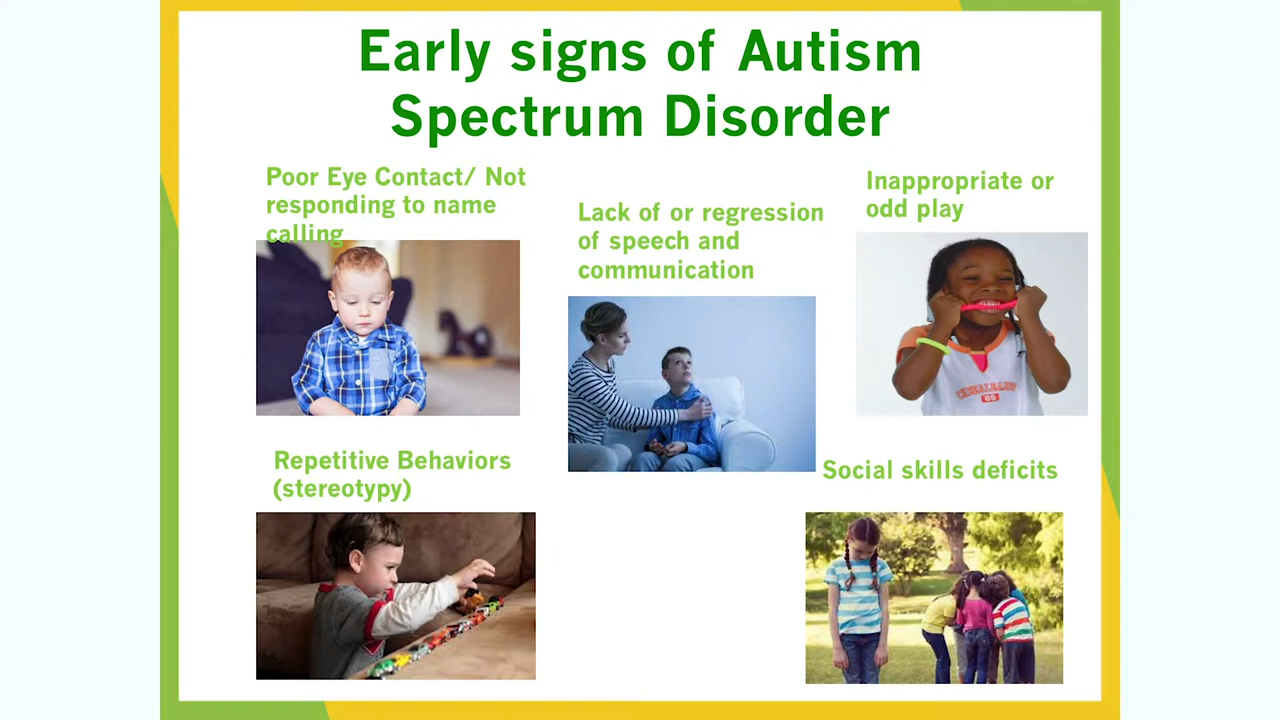 Early signs of Autism
Spectrum Disorder
Poor Eye Contact/ Not
responding to name
calling
Lack of or regression
of speech and
communication
Inappropriate or
odd play
Repetitive Behaviors
(stereotypy)
Social skills deficits
05